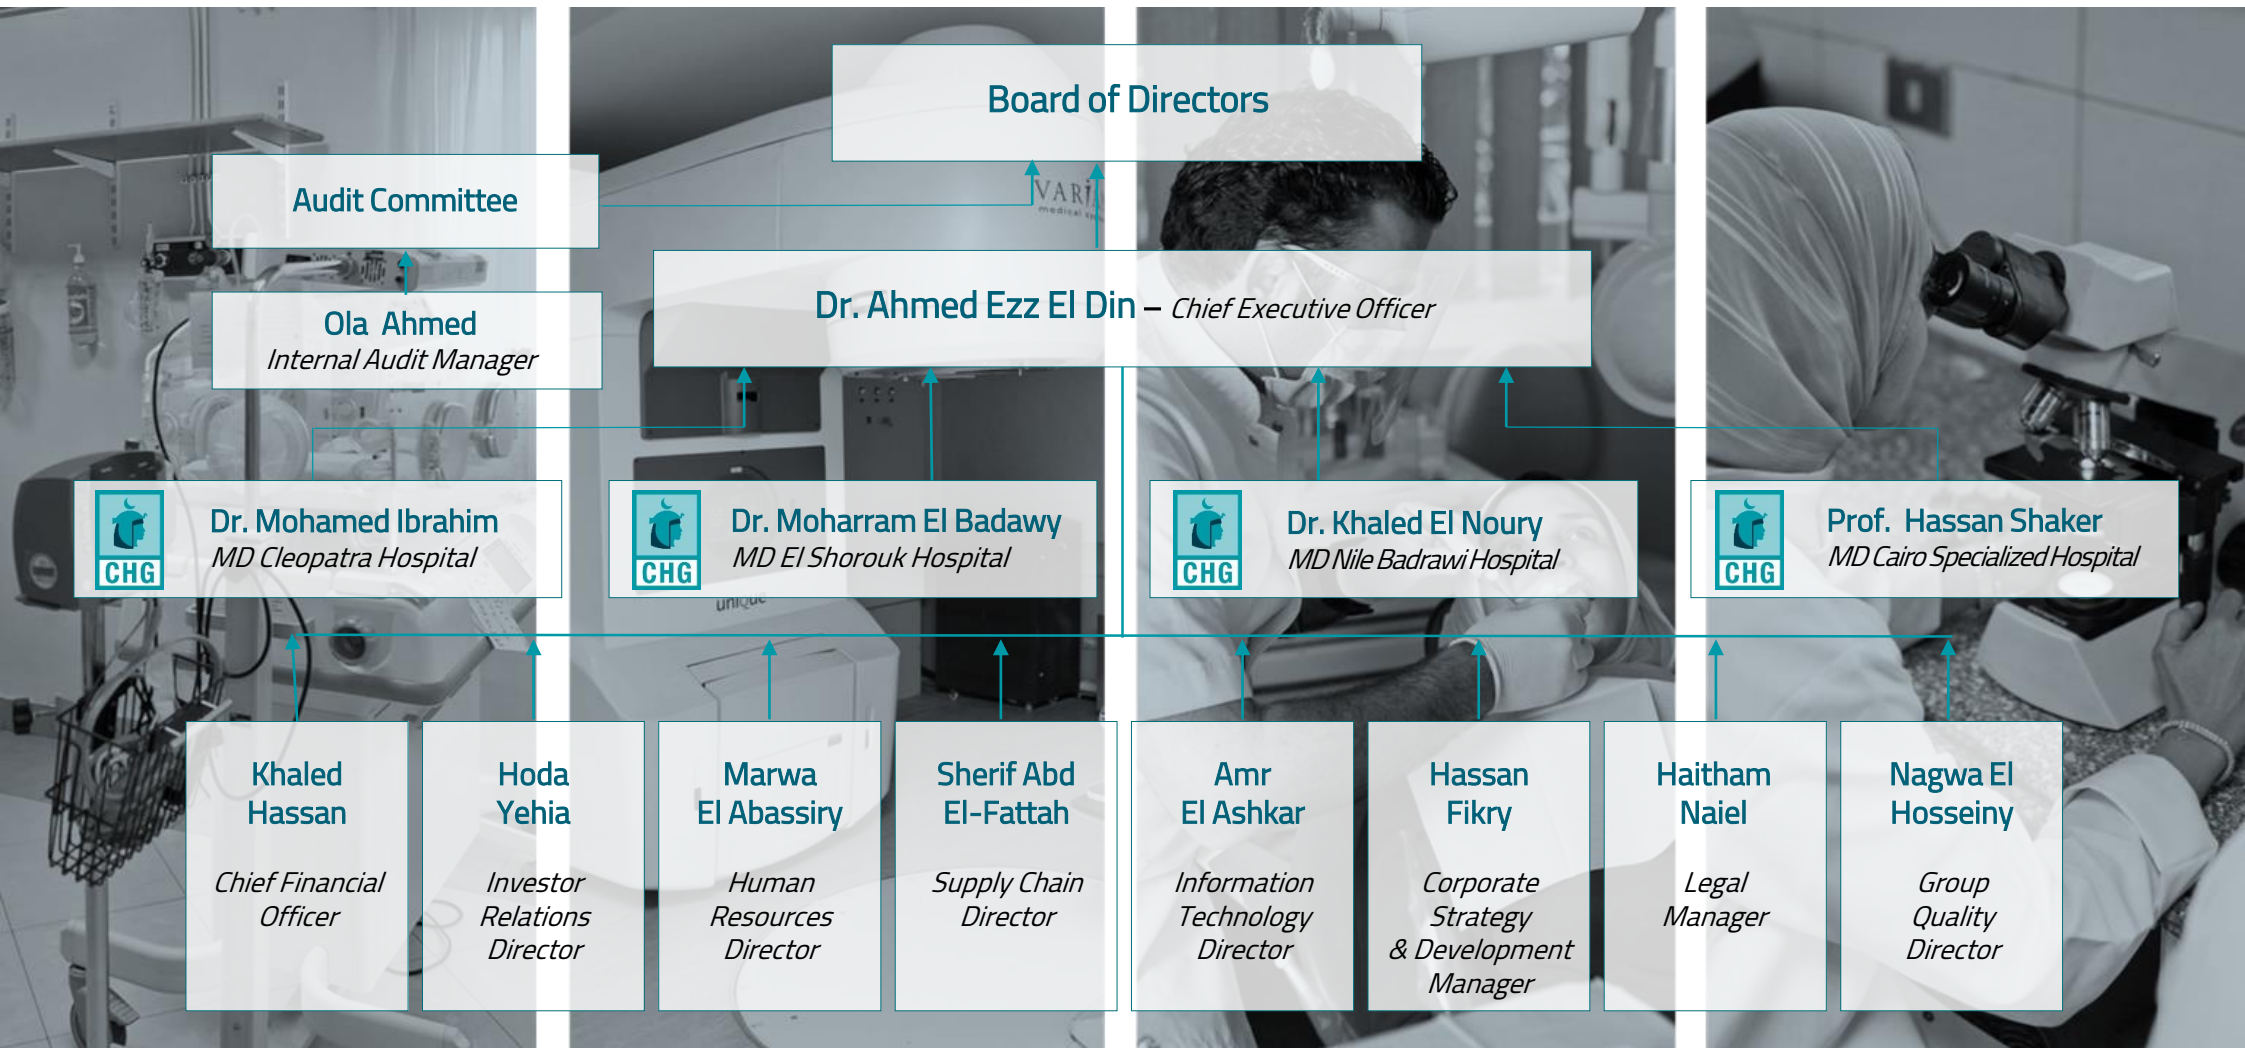 Board of Directors
VARIA
medical
Audit Committee
Ola Ahmed
Internal Audit Manager
Dr. Ahmed Ezz El Din – Chief Executive Officer
CHG
Dr. Mohamed Ibrahim
MD Cleopatra Hospital
CHG
Dr. Moharram El Badawy
MD El Shorouk Hospital
CHG
Dr. Khaled El Noury
MD Nile Badrawi Hospital
CHG
Prof. Hassan Shaker
MD Cairo Specialized Hospital
unique
Khaled
Hassan
Chief Financial
Officer
Hoda
Yehia
Investor
Relations
Director
Marwa
El Abassiry
Human
Resources
Director
Sherif Abd
El-Fattah
Supply Chain
Director
Amr
El Ashkar
Information
Technology
Director
Hassan
Fikry
Corporate
Strategy
& Development
Manager
Haitham
Naiel
Legal
Manager
Nagwa El
Hosseiny
Group
Quality
Director